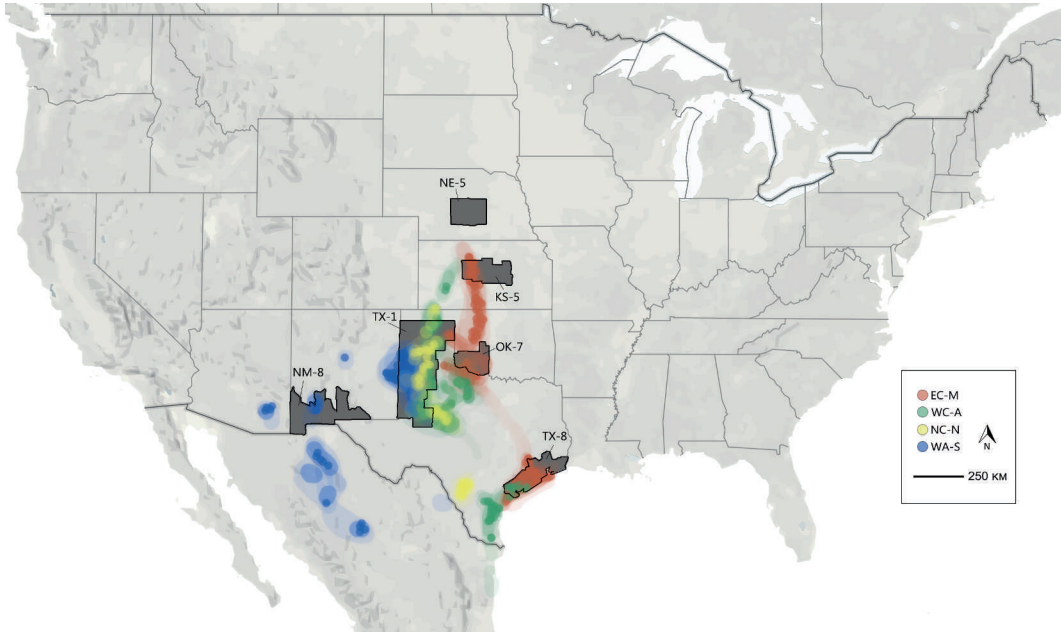 NE-5
KS-5
TX-1
OK-7
NM-8
TX-8
EC-M
WC-A
NC-N
WA-S
N
250 KM